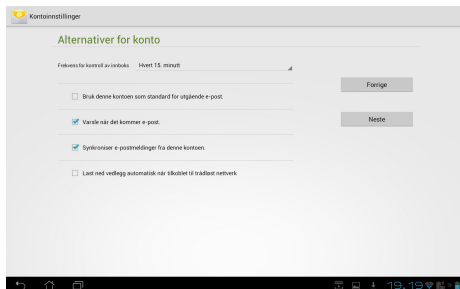 Kontoinnstillinger
Alternativer for konto
Frekvens for kontroll av innboks Hvert 15. minutt
Forrige
Bruk denne kontoen som standard for utgående e-post.
Varsle når det kommer e-post.
Neste
Synkroniser e-postmeldinger fra denne kontoen.
Last ned vedlegg automatisk når tilkoblet til trådløst nettverk
19.19